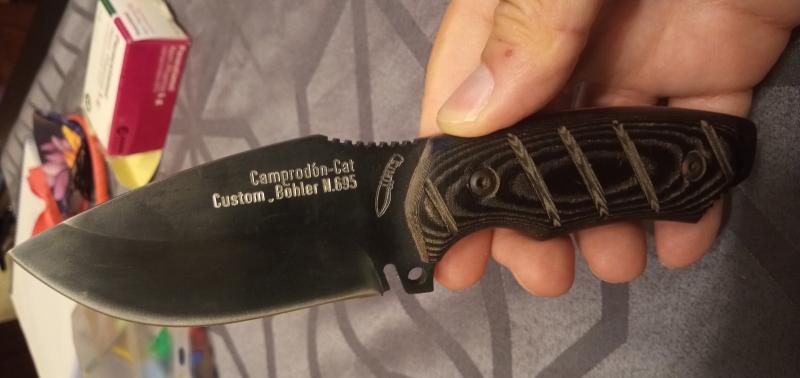 Camprodón-Cat
Custom „ Böhler N.695